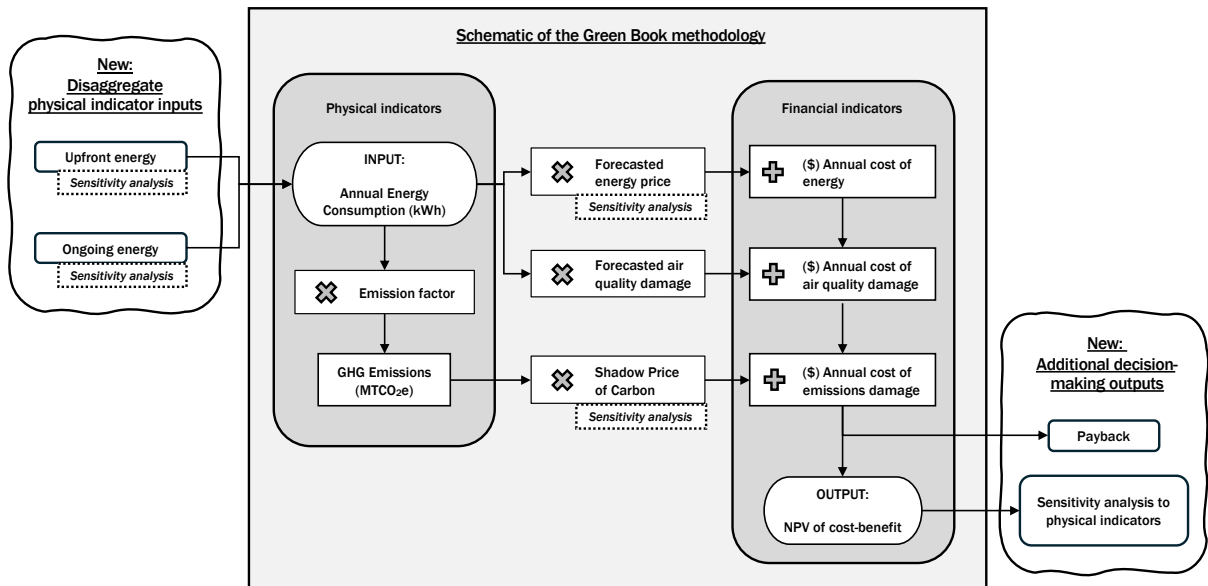 Schematic of the Green Book methodology
New:
Disaggregate
physical indicator inputs
Upfront energy
Sensitivity analysis
Ongoing energy
Sensitivity analysis
Physical indicators
INPUT:
Annual Energy
Consumption (kWh)
Emission factor
GHG Emissions
(MTCO₂e)
Forecasted
energy price
Sensitivity analysis
Forecasted air
quality damage
Shadow Price
of Carbon
Sensitivity analysis
Financial indicators
($) Annual cost of
energy
($) Annual cost of
air quality damage
($) Annual cost of
emissions damage
OUTPUT:
NPV of cost-benefit
New:
Additional decision-
making outputs
Payback
Sensitivity analysis to
physical indicators